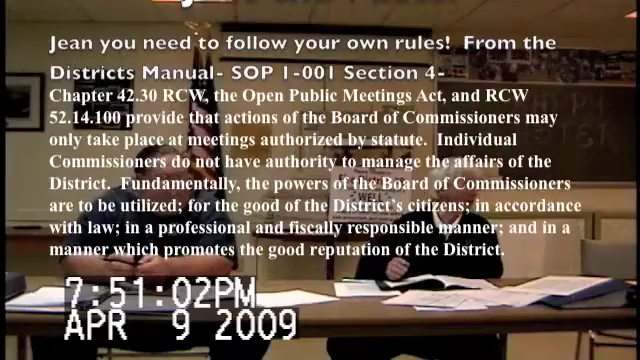 Jean you need to follow your own rules! From the
Districts Manual- SOP 1-001 Section 4-
Chapter 42.30 RCW, the Open Public Meetings Act, and RCW
52.14.100 provide that actions of the Board of Commissioners may
only take place at meetings authorized by statute. Individual
Commissioners do not have authority to manage the affairs of the
District. Fundamentally, the powers of the Board of Commissioners
are to be utilized; for the good of the District's citizens; in accordance
with law; in a professional and fiscally responsible manner; and in a
manner which promotes the good reputation of the District.
WELL
7:51:02PM
APR 9 2009